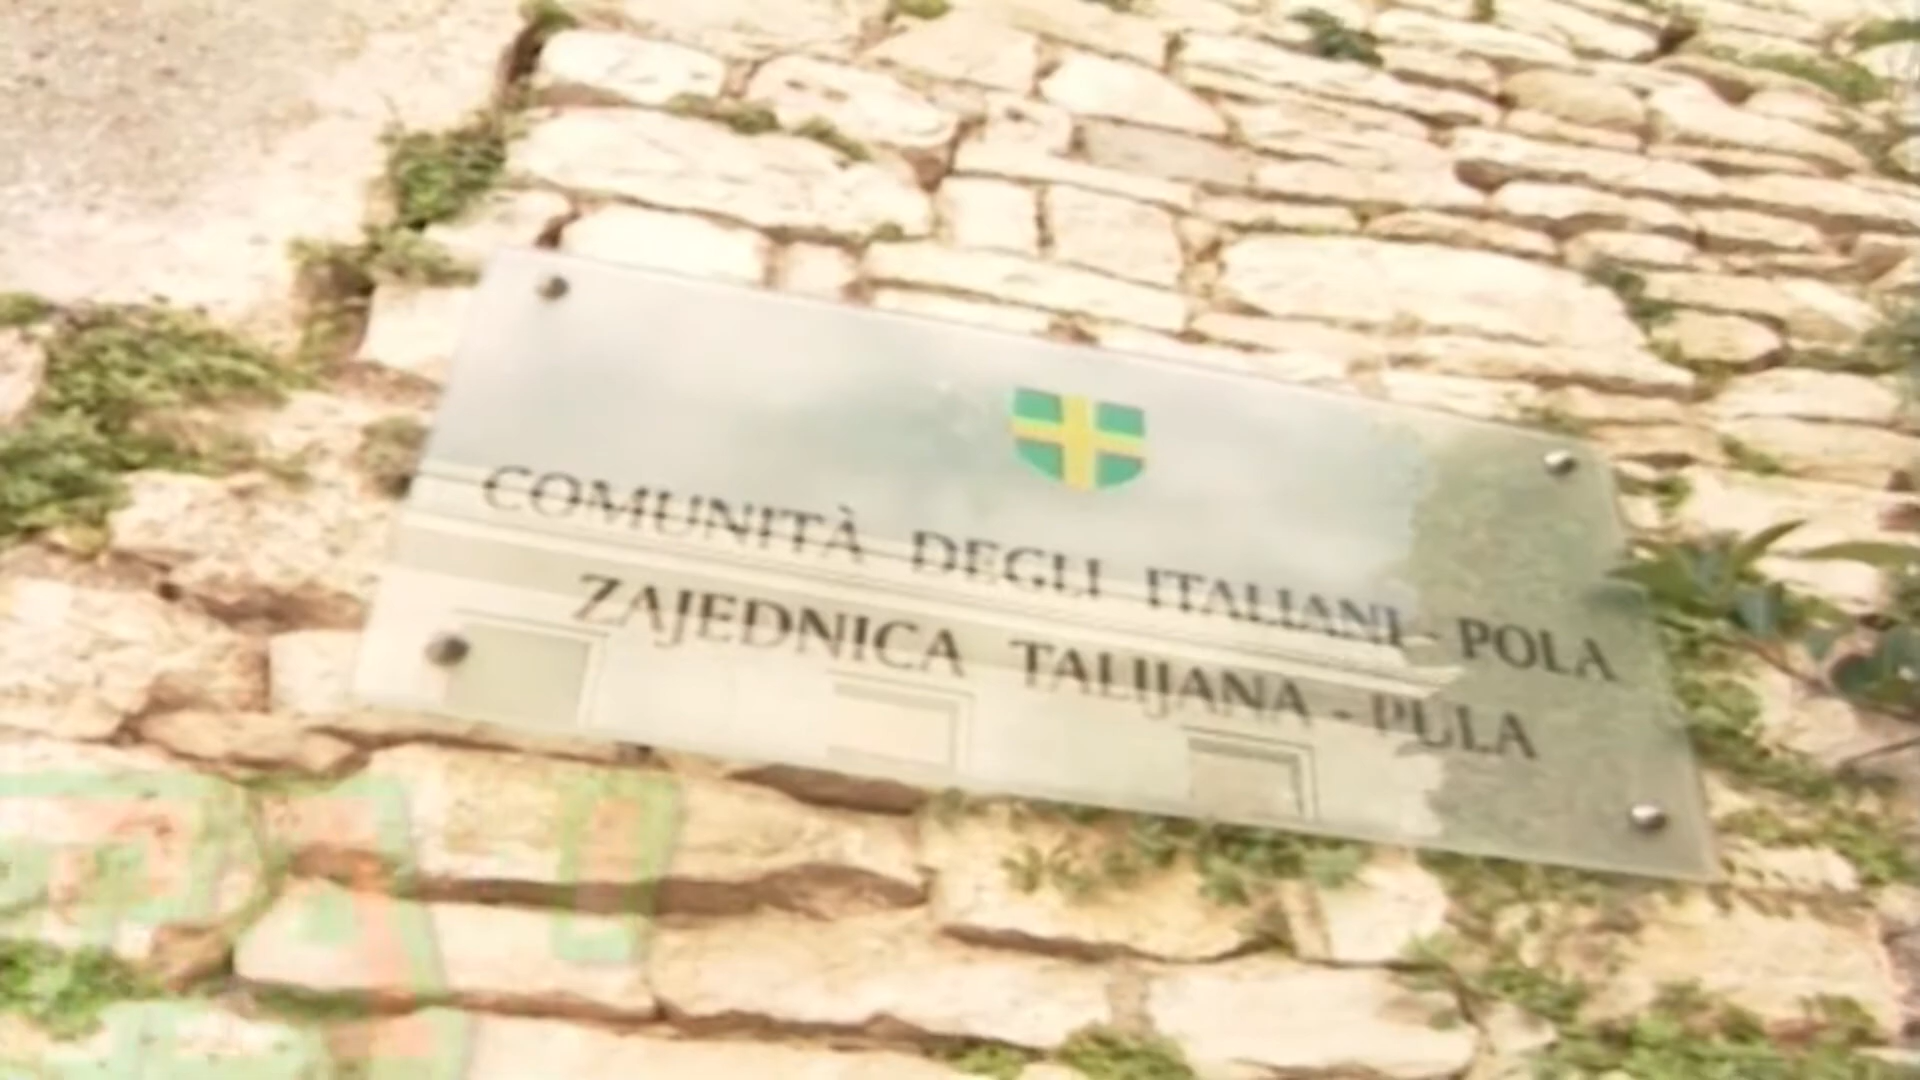 COMUNITÀ DEGLI ITALIANI - POLA
ZAJEDNICA TALIJANA - PULA